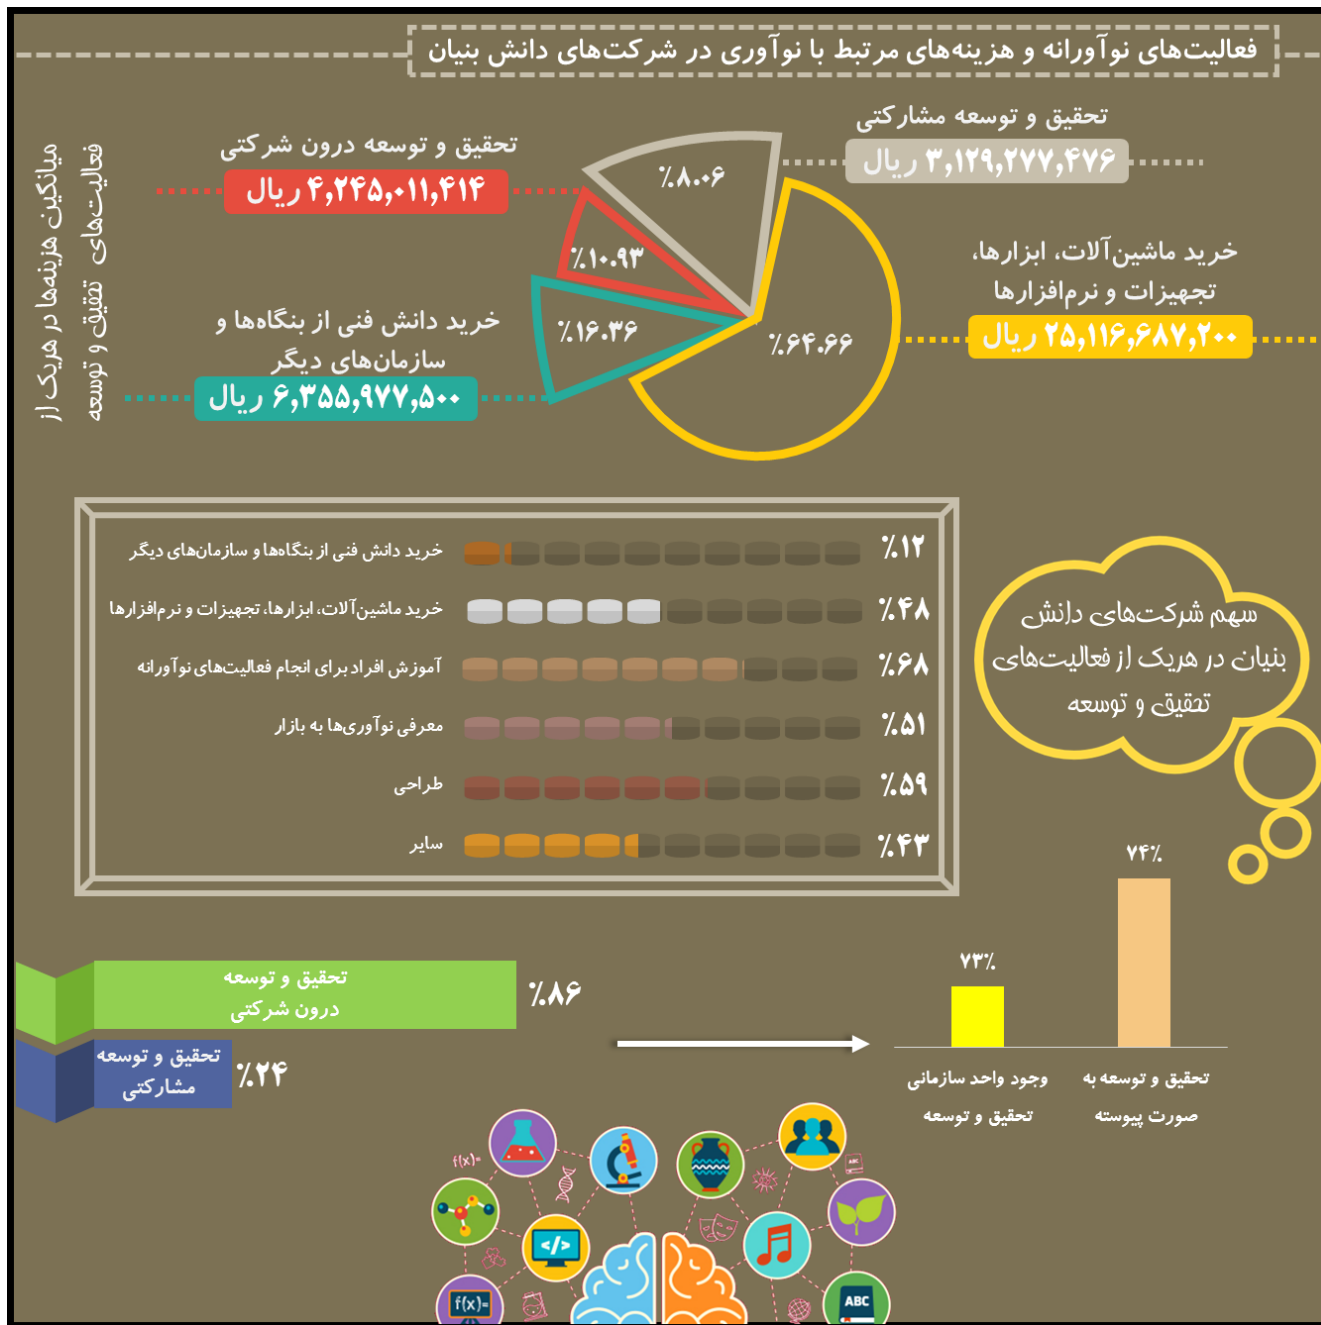 فعالیت‌های نوآورانه و هزینه‌های مرتبط با نوآوری در شرکت‌های دانش بنیان
میانگین هزینه‌ها در هریک از
فعالیت‌های تحقیق و توسعه
تحقیق و توسعه مشارکتی
۳,۱۲۹,۲۷۷,۴۷۶ ریال
٪۸.۰۶
تحقیق و توسعه درون شرکتی
۴,۲۴۵,۰۱۱,۴۱۴ ریال
٪۱۰.۹۳
خرید ماشین‌آلات، ابزارها،
تجهیزات و نرم‌افزارها
۲۵,۱۱۶,۶۸۷,۲۰۰ ریال
٪۶۴.۶۶
خرید دانش فنی از بنگاه‌ها و
سازمان‌های دیگر
۶,۳۵۵,۹۷۷,۵۰۰ ریال
٪۱۶.۳۶
سهم شرکت‌های دانش
بنیان در هریک از فعالیت‌های
تحقیق و توسعه
٪۱۲ خرید دانش فنی از بنگاه‌ها و سازمان‌های دیگر
٪۴۸ خرید ماشین‌آلات، ابزارها، تجهیزات و نرم‌افزارها
٪۶۸ آموزش افراد برای انجام فعالیت‌های نوآورانه
٪۵۱ معرفی نوآوری‌ها به بازار
٪۵۹ طراحی
٪۴۳ سایر
۷۴٪
تحقیق و توسعه به
صورت پیوسته
۷۳٪
وجود واحد سازمانی
تحقیق و توسعه
٪۸۶
تحقیق و توسعه
درون شرکتی
٪۲۴
تحقیق و توسعه
مشارکتی
f(x)=
ABC
</>
f(x)=
ABC